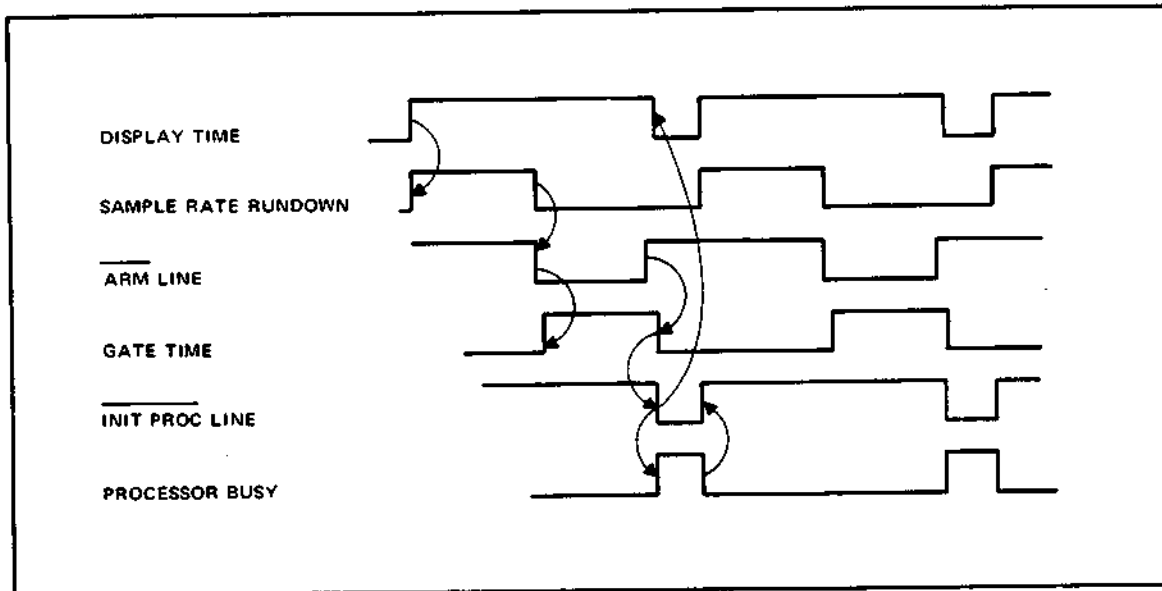 DISPLAY TIME
SAMPLE RATE RUNDOWN
ARM LINE
GATE TIME
INIT PROC LINE
PROCESSOR BUSY